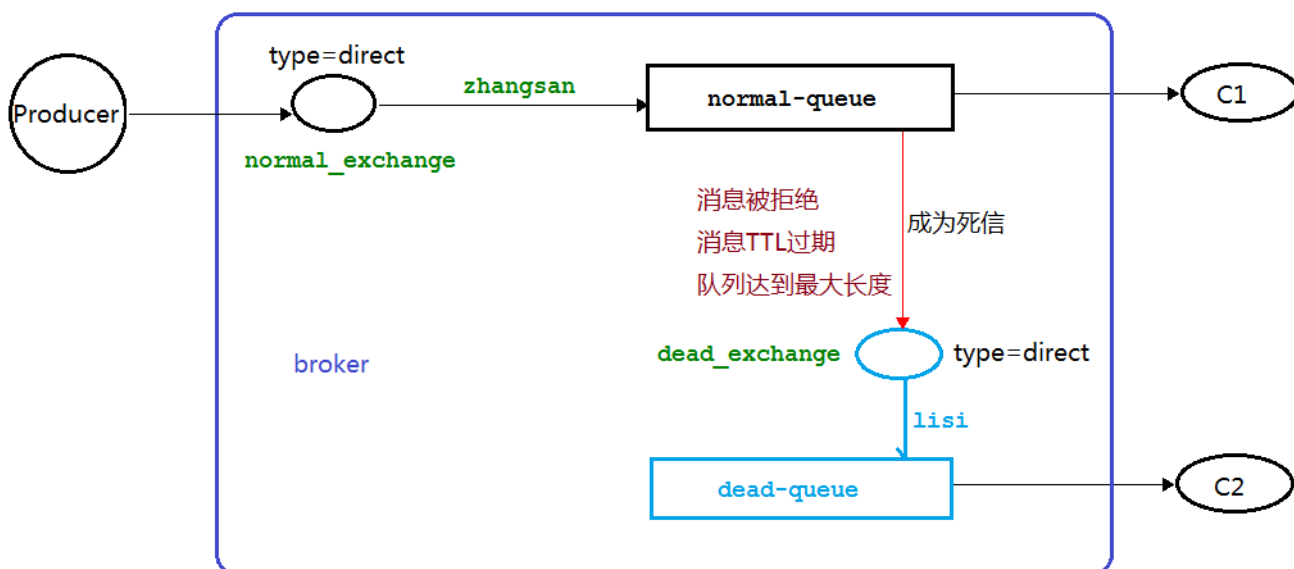 type=direct
zhangsan
normal-queue
C1
Producer
normal_exchange
消息被拒绝
消息TTL过期
队列达到最大长度
成为死信
broker
dead_exchange
type=direct
lisi
dead-queue
C2